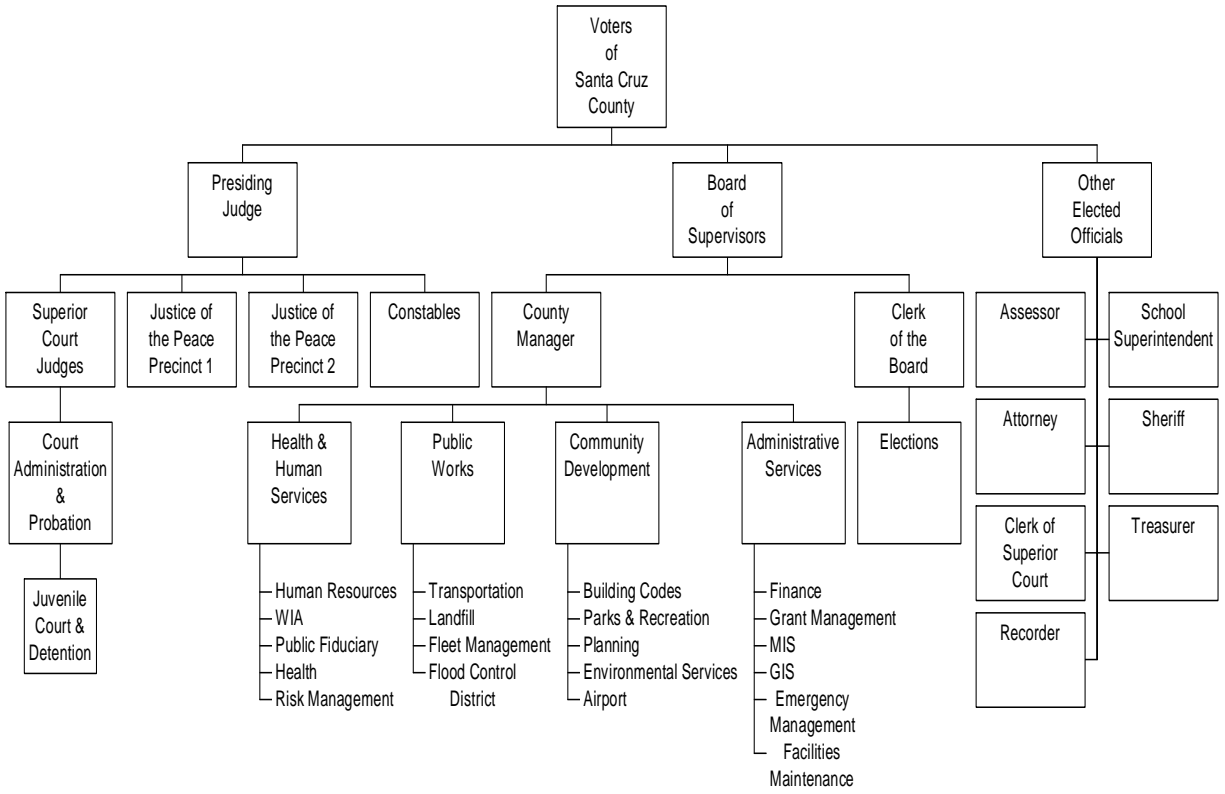 Voters
of
Santa Cruz
County
Presiding
Judge
Board
of
Supervisors
Other
Elected
Officials
Superior
Court
Judges
Justice of
the Peace
Precinct 1
Justice of
the Peace
Precinct 2
Constables
County
Manager
Clerk
of the
Board
Assessor
School
Superintendent
Court
Administration
&
Probation
Health &
Human
Services
Public
Works
Community
Development
Administrative
Services
Elections
Attorney
Sheriff
Clerk of
Superior
Court
Treasurer
Juvenile
Court &
Detention
Human Resources
WIA
Public Fiduciary
Health
Risk Management
Transportation
Landfill
Fleet Management
Flood Control
District
Building Codes
Parks & Recreation
Planning
Environmental Services
Airport
Finance
Grant Management
MIS
GIS
Emergency
Management
Facilities
Maintenance
Recorder